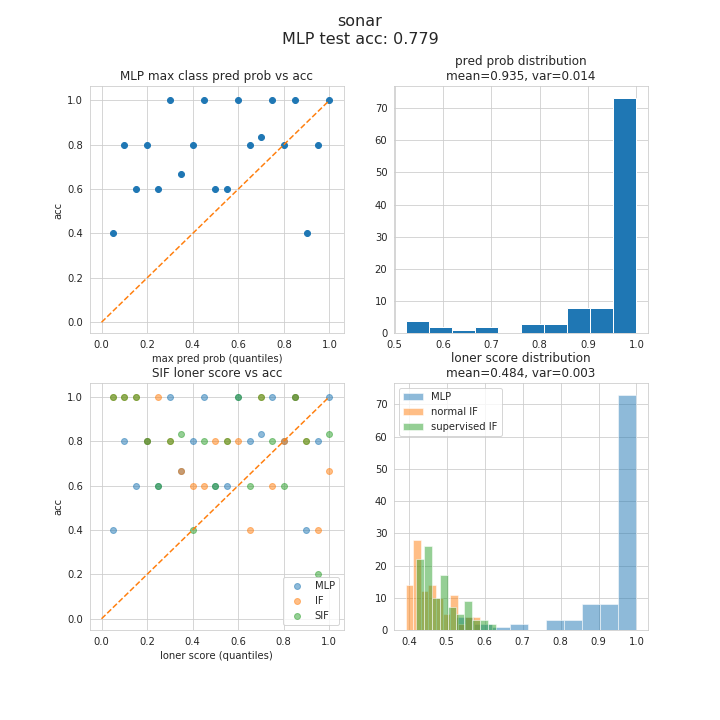 sonar
MLP test acc: 0.779
MLP max class pred prob vs acc
1.0
0.8
0.6
0.4
0.2
0.0
acc
0.0 0.2 0.4 0.6 0.8 1.0
max pred prob (quantiles)
pred prob distribution
mean=0.935, var=0.014
70
60
50
40
30
20
10
0
0.5 0.6 0.7 0.8 0.9 1.0
SIF loner score vs acc
1.0
0.8
0.6
0.4
0.2
0.0
acc
MLP
IF
SIF
0.0 0.2 0.4 0.6 0.8 1.0
loner score (quantiles)
loner score distribution
mean=0.484, var=0.003
MLP
normal IF
supervised IF
70
60
50
40
30
20
10
0
0.4 0.5 0.6 0.7 0.8 0.9 1.0